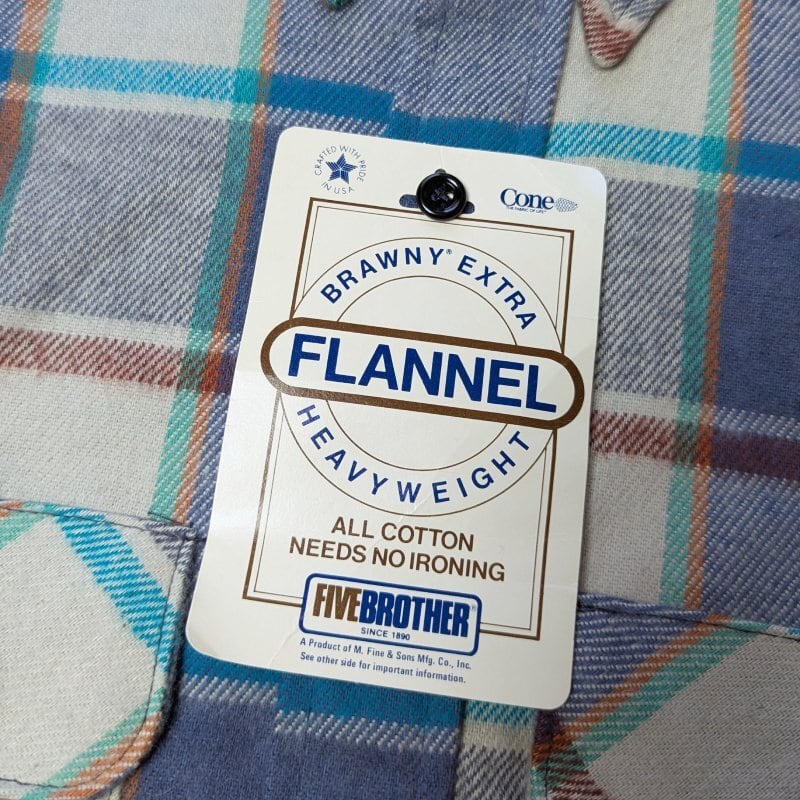 CRAFTED WITH PRIDE
IN U.S.A.
Cone
THE FABRIC OF LIFE
BRAWNY® EXTRA
FLANNEL
HEAVYWEIGHT
ALL COTTON
NEEDS NO IRONING
FIVEBROTHER®
SINCE 1890
A Product of M. Fine & Sons Mfg. Co., Inc.
See other side for important information.